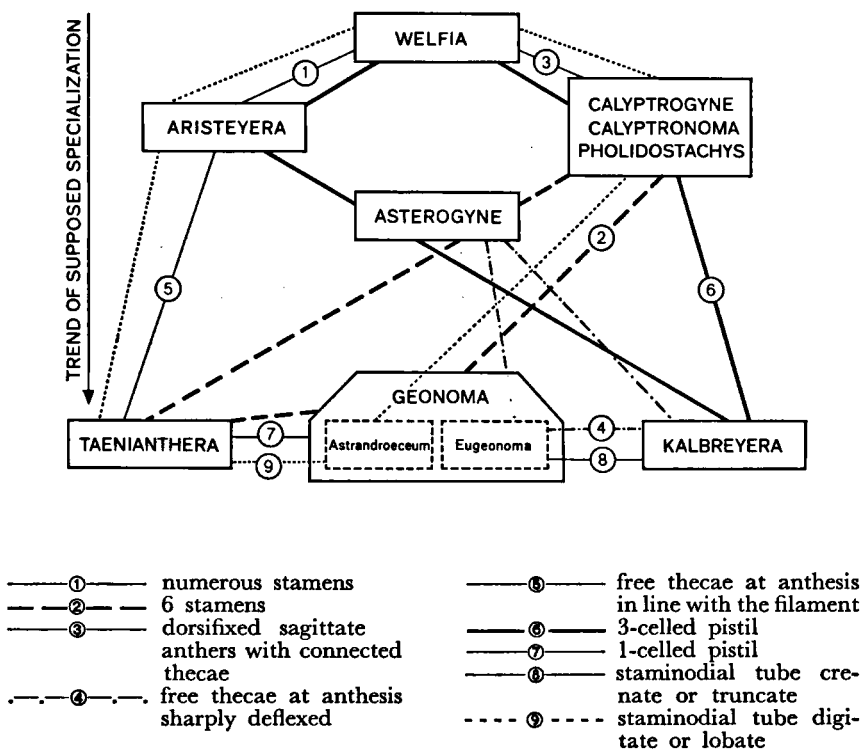 TREND OF SUPPOSED SPECIALIZATION
WELFIA
①
③
ARISTEYERA
CALYPTROGYNE
CALYPTRONOMA
PHOLIDOSTACHYS
ASTEROGYNE
②
⑤
⑥
GEONOMA
TAENIANTHERA
⑦
⑨
Astrandroeceum
Eugeonoma
④
⑧
KALBREYERA
① numerous stamens
② 6 stamens
③ dorsifixed sagittate
anthers with connected
thecae
④ free thecae at anthesis
sharply deflexed
⑤ free thecae at anthesis
in line with the filament
⑥ 3-celled pistil
⑦ 1-celled pistil
⑧ staminodial tube cre-
nate or truncate
⑨ staminodial tube digi-
tate or lobate